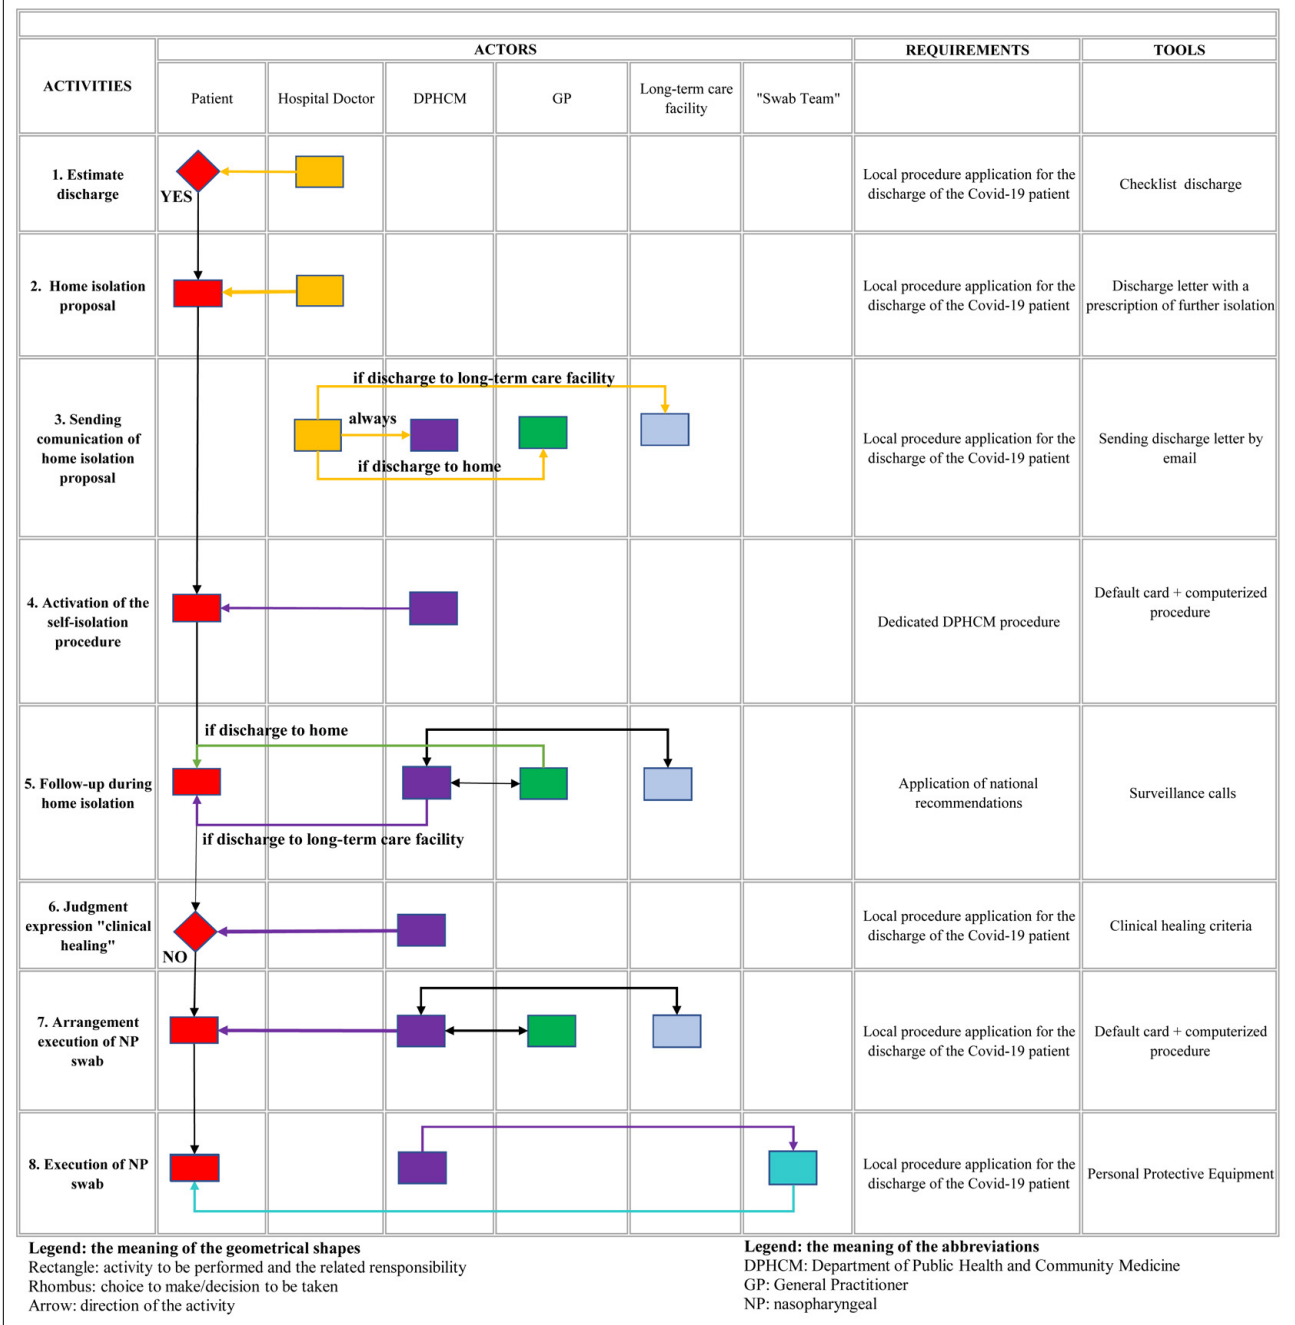 ACTIVITIES
ACTORS
REQUIREMENTS
TOOLS
Patient
Hospital Doctor
DPHCM
GP
Long-term care
facility
"Swab Team"
1. Estimate
discharge
YES
Local procedure application for the
discharge of the Covid-19 patient
Checklist discharge
2. Home isolation
proposal
Local procedure application for the
discharge of the Covid-19 patient
Discharge letter with a
prescription of further isolation
3. Sending
comunication of
home isolation
proposal
if discharge to long-term care facility
always
if discharge to home
Local procedure application for the
discharge of the Covid-19 patient
Sending discharge letter by
email
4. Activation of the
self-isolation
procedure
Dedicated DPHCM procedure
Default card + computerized
procedure
5. Follow-up during
home isolation
if discharge to home
if discharge to long-term care facility
Application of national
recommendations
Surveillance calls
6. Judgment
expression "clinical
healing"
NO
Local procedure application for the
discharge of the Covid-19 patient
Clinical healing criteria
7. Arrangement
execution of NP
swab
Local procedure application for the
discharge of the Covid-19 patient
Default card + computerized
procedure
8. Execution of NP
swab
Local procedure application for the
discharge of the Covid-19 patient
Personal Protective Equipment
Legend: the meaning of the geometrical shapes
Rectangle: activity to be performed and the related rensponsibility
Rhombus: choice to make/decision to be taken
Arrow: direction of the activity
Legend: the meaning of the abbreviations
DPHCM: Department of Public Health and Community Medicine
GP: General Practitioner
NP: nasopharyngeal